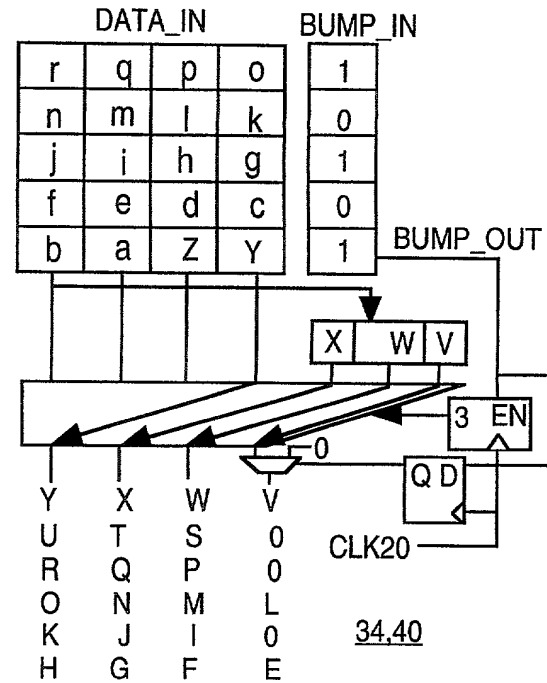 DATA_IN BUMP_IN
r q p o 1
n m l k 0
j i h g 1
f e d c 0
b a Z Y 1
BUMP_OUT
X W V
3 EN
0
Q D
CLK20
Y X W V
U T S 0
R Q P 0
O N M L
K J I 0
H G F E
34,40